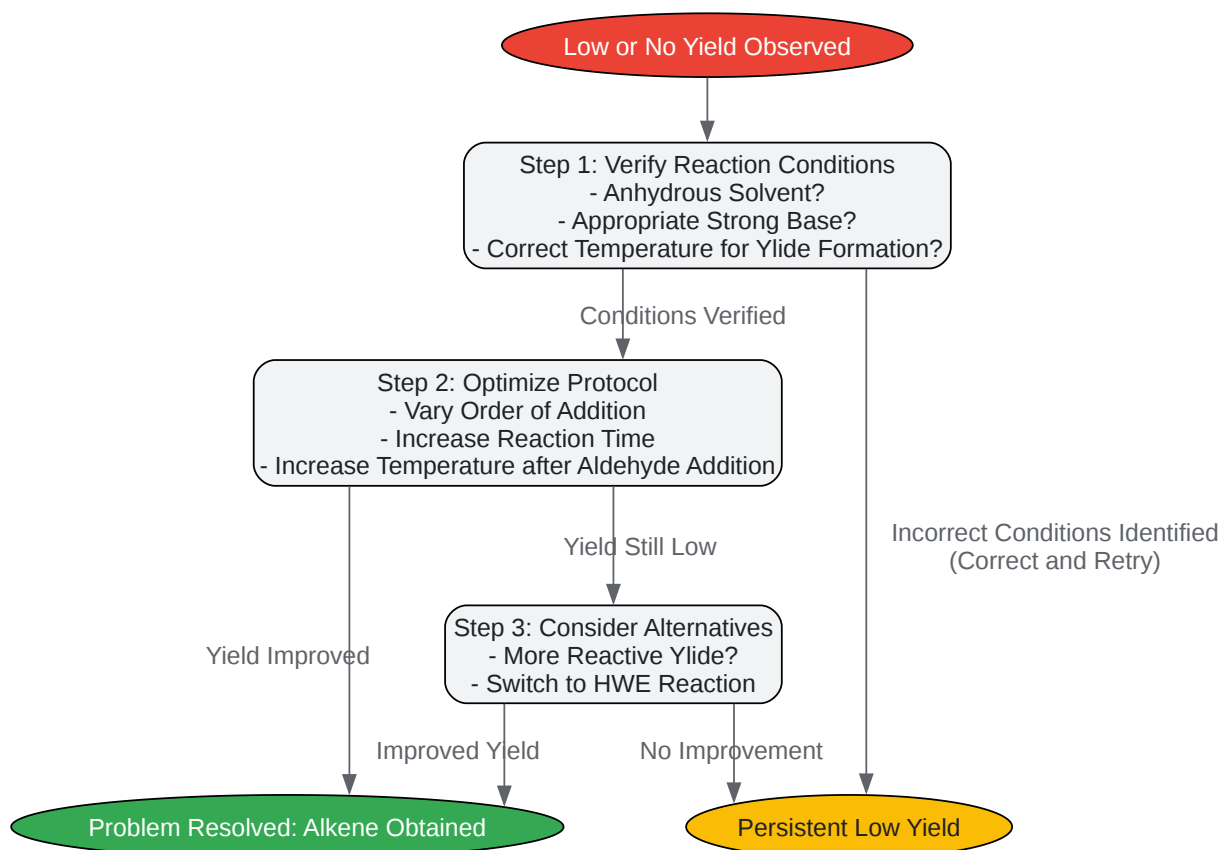 Low or No Yield Observed
Step 1: Verify Reaction Conditions
- Anhydrous Solvent?
- Appropriate Strong Base?
- Correct Temperature for Ylide Formation?
Conditions Verified
Step 2: Optimize Protocol
- Vary Order of Addition
- Increase Reaction Time
- Increase Temperature after Aldehyde Addition
Incorrect Conditions Identified
(Correct and Retry)
Yield Still Low
Step 3: Consider Alternatives
- More Reactive Ylide?
- Switch to HWE Reaction
Yield Improved
Improved Yield
No Improvement
Problem Resolved: Alkene Obtained
Persistent Low Yield